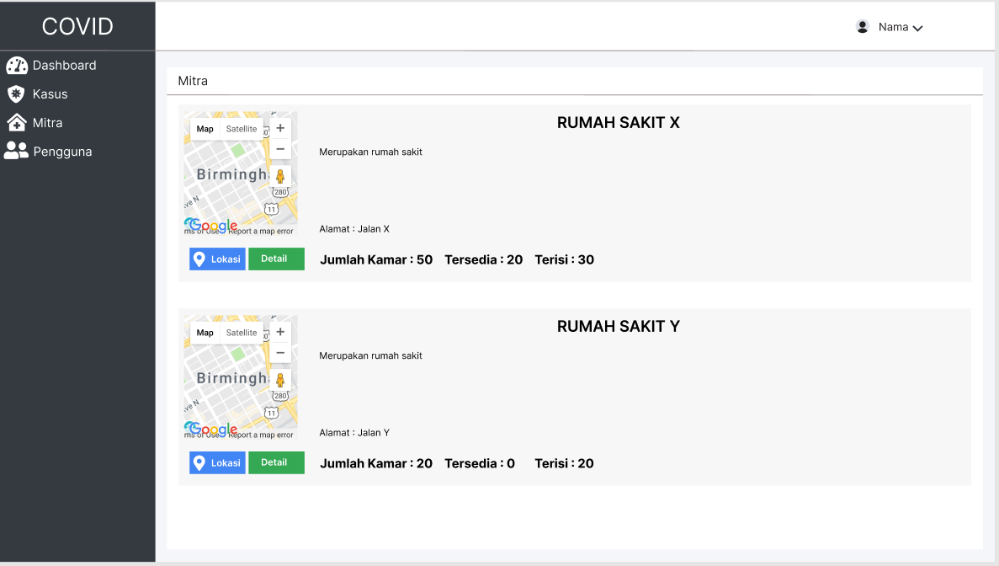 COVID
Nama
Dashboard
Kasus
Mitra
Pengguna
Mitra
RUMAH SAKIT X
Map Satellite
+
−
Birmingh
280
11
ve N
Google
ms of Use Report a map error
Merupakan rumah sakit
Alamat : Jalan X
Lokasi Detail
Jumlah Kamar : 50 Tersedia : 20 Terisi : 30
RUMAH SAKIT Y
Map Satellite
+
−
Birmingh
280
11
ve N
Google
ms of Use Report a map error
Merupakan rumah sakit
Alamat : Jalan Y
Lokasi Detail
Jumlah Kamar : 20 Tersedia : 0 Terisi : 20